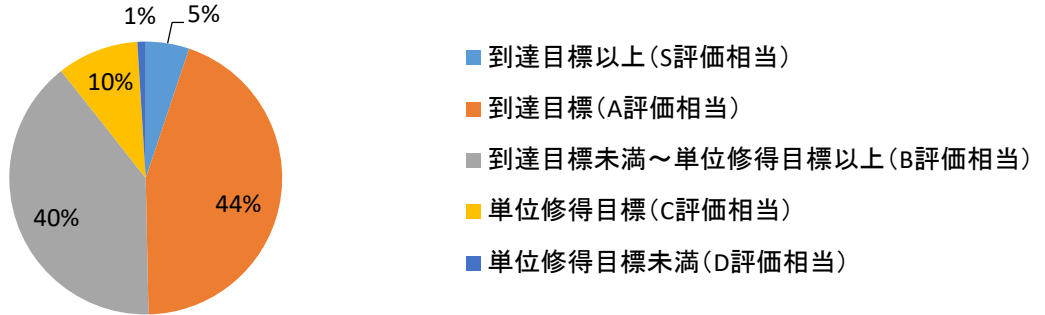 1%
5%
10%
44%
40%
到達目標以上(S評価相当)
到達目標(A評価相当)
到達目標未満～単位修得目標以上(B評価相当)
単位修得目標(C評価相当)
単位修得目標未満(D評価相当)